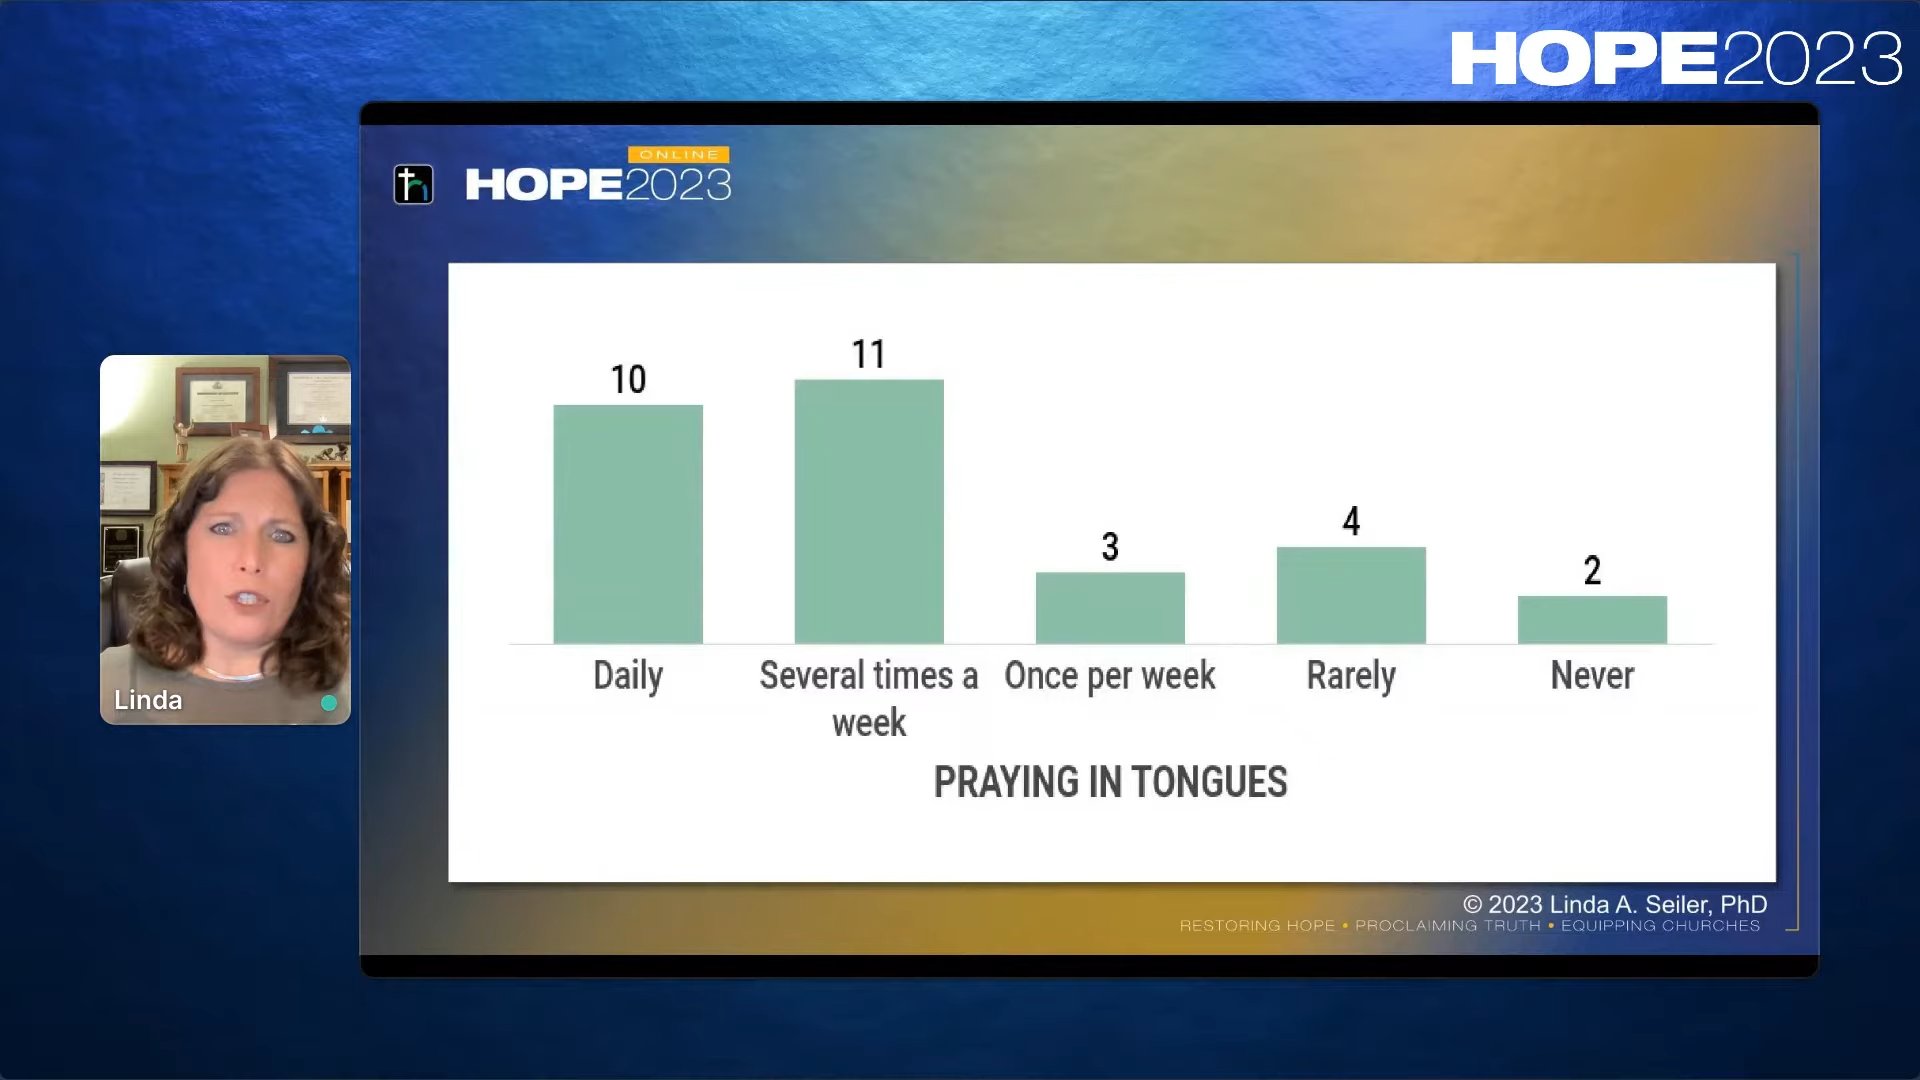 HOPE2023
ONLINE
HOPE2023
10
11
3
4
2
Daily
Several times a
week
Once per week
Rarely
Never
PRAYING IN TONGUES
Linda
© 2023 Linda A. Seiler, PhD
RESTORING HOPE • PROCLAIMING TRUTH • EQUIPPING CHURCHES